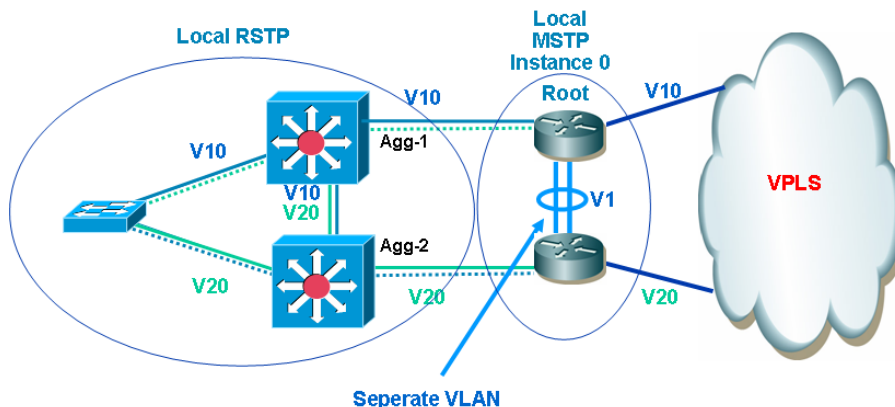 Local RSTP
Local
MSTP
Instance 0
Root
V10
V10
V10
Agg-1
V10
V20
V1
VPLS
Agg-2
V20
V20
V20
Seperate VLAN